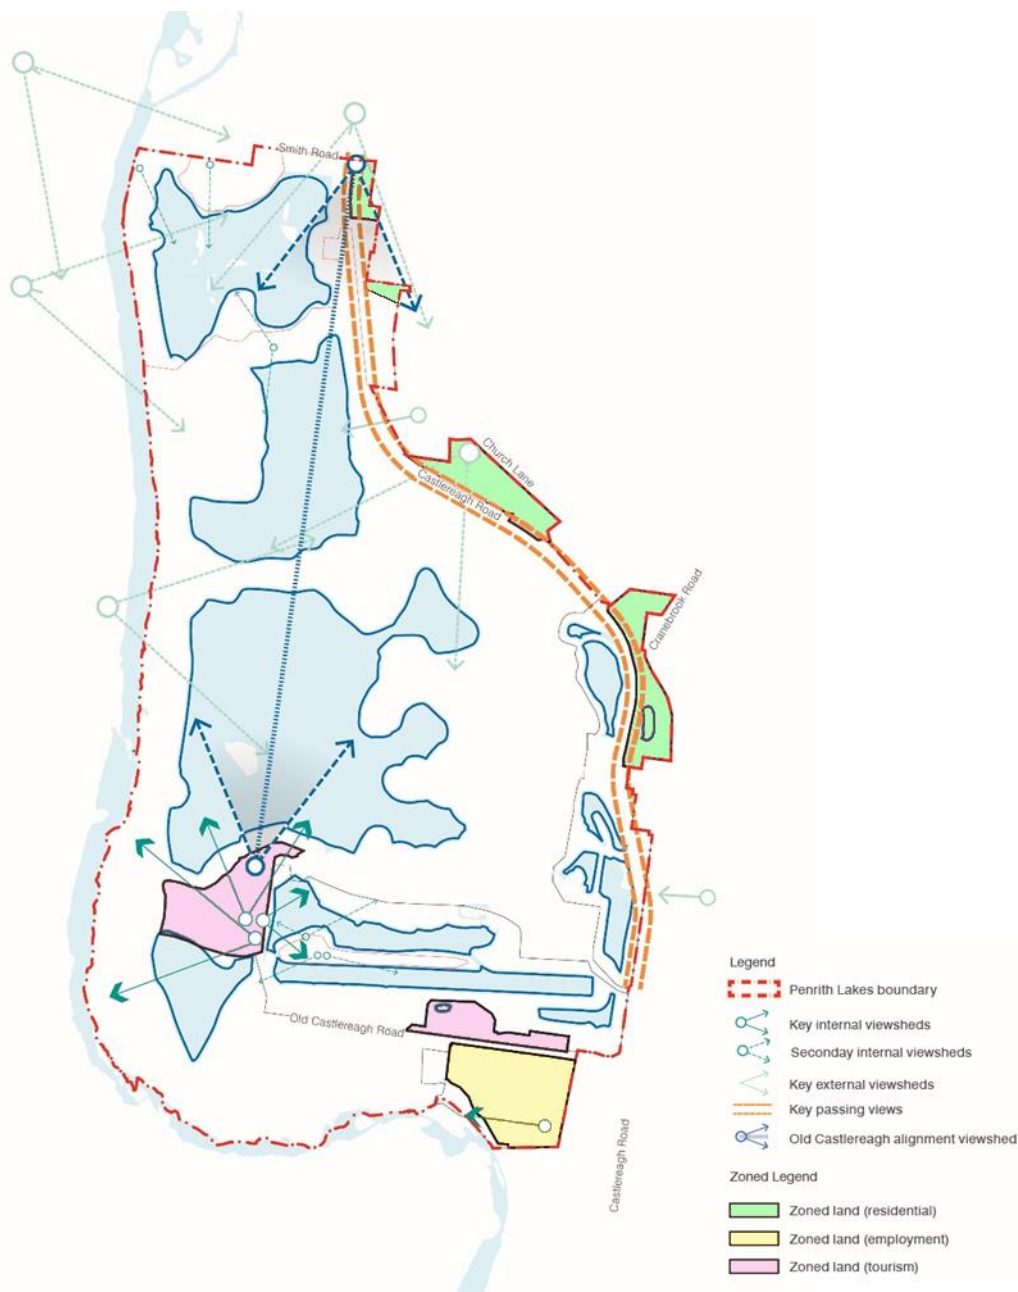 Smith Road
Church Lane
Castlereagh Road
Cranebrook Road
Old Castlereagh Road
Castlereagh Road
Legend
Penrith Lakes boundary
Key internal viewsheds
Seconday internal viewsheds
Key external viewsheds
Key passing views
Old Castlereagh alignment viewshed
Zoned Legend
Zoned land (residential)
Zoned land (employment)
Zoned land (tourism)